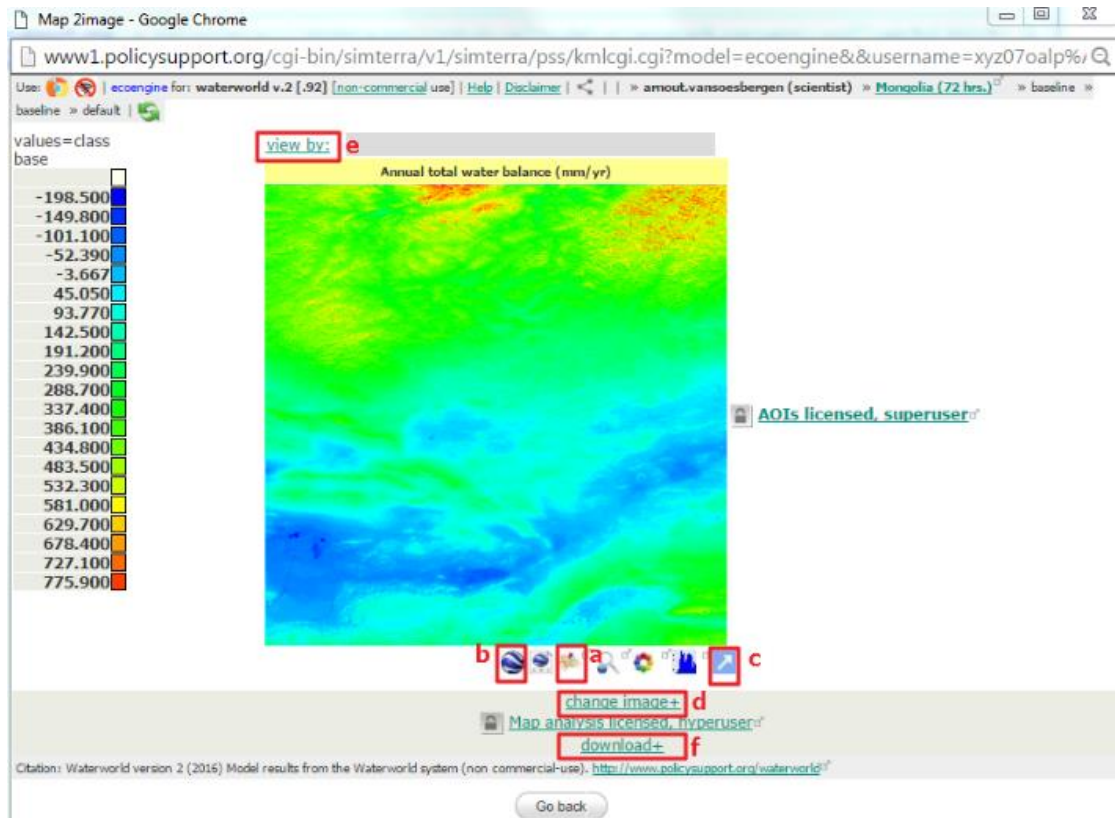 Map 2image - Google Chrome
www1.policysupport.org/cgi-bin/simterra/v1/simterra/pss/kmlcgi.cgi?model=ecoengine&&username=xyz07oalp%
Use: | ecoengine for: waterworld v.2 [.92] [non-commercial use] | Help | Disclaimer | | | » arnout.vansoesbergen (scientist) » Mongolia (72 hrs.) » baseline »
baseline » default |
values=class
base
view by: e
Annual total water balance (mm/yr)
-198.500
-149.800
-101.100
-52.390
-3.667
45.050
93.770
142.500
191.200
239.900
288.700
337.400
386.100
434.800
483.500
532.300
581.000
629.700
678.400
727.100
775.900
AOIs licensed, superuser
b a c
change image+ d
Map analysis licensed, hyperuser
download+ f
Citation: Waterworld version 2 (2016) Model results from the Waterworld system (non commercial-use). http://www.policysupport.org/waterworld
Go back